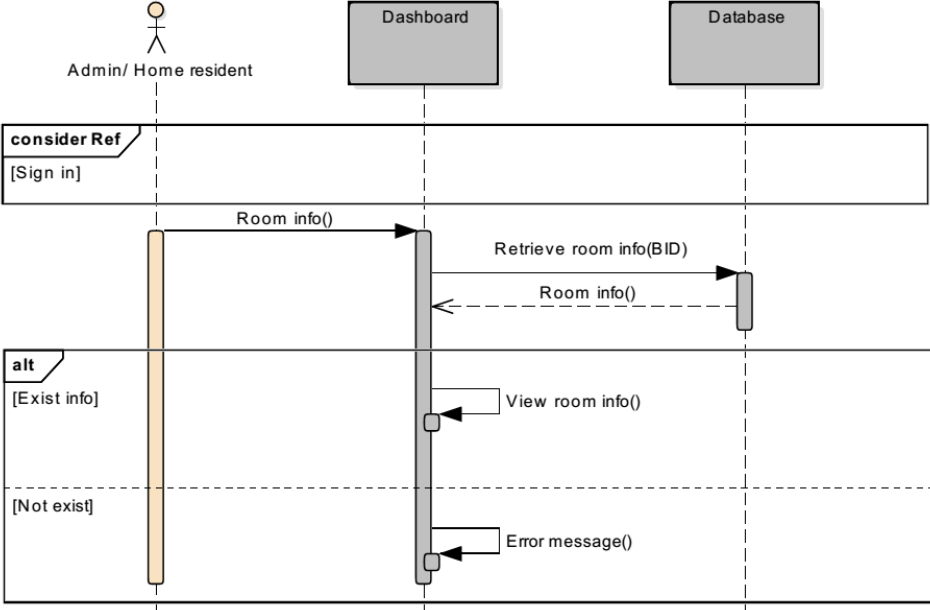 Dashboard
Database
Admin/ Home resident
consider Ref
[Sign in]
Room info()
Retrieve room info(BID)
Room info()
alt
[Exist info]
View room info()
[Not exist]
Error message()